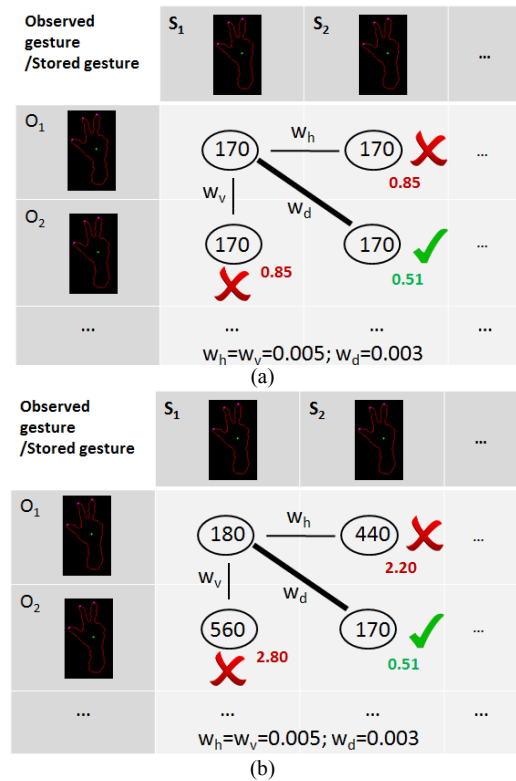 Observed
gesture
/Stored gesture
S1
S2
...
O1
170
wh
170
0.85
...
wv
wd
O2
170
0.85
170
0.51
...
...
...
...
...
wh=wv=0.005; wd=0.003
(a)
Observed
gesture
/Stored gesture
S1
S2
...
O1
180
wh
440
2.20
...
wv
wd
O2
560
2.80
170
0.51
...
...
...
...
...
wh=wv=0.005; wd=0.003
(b)